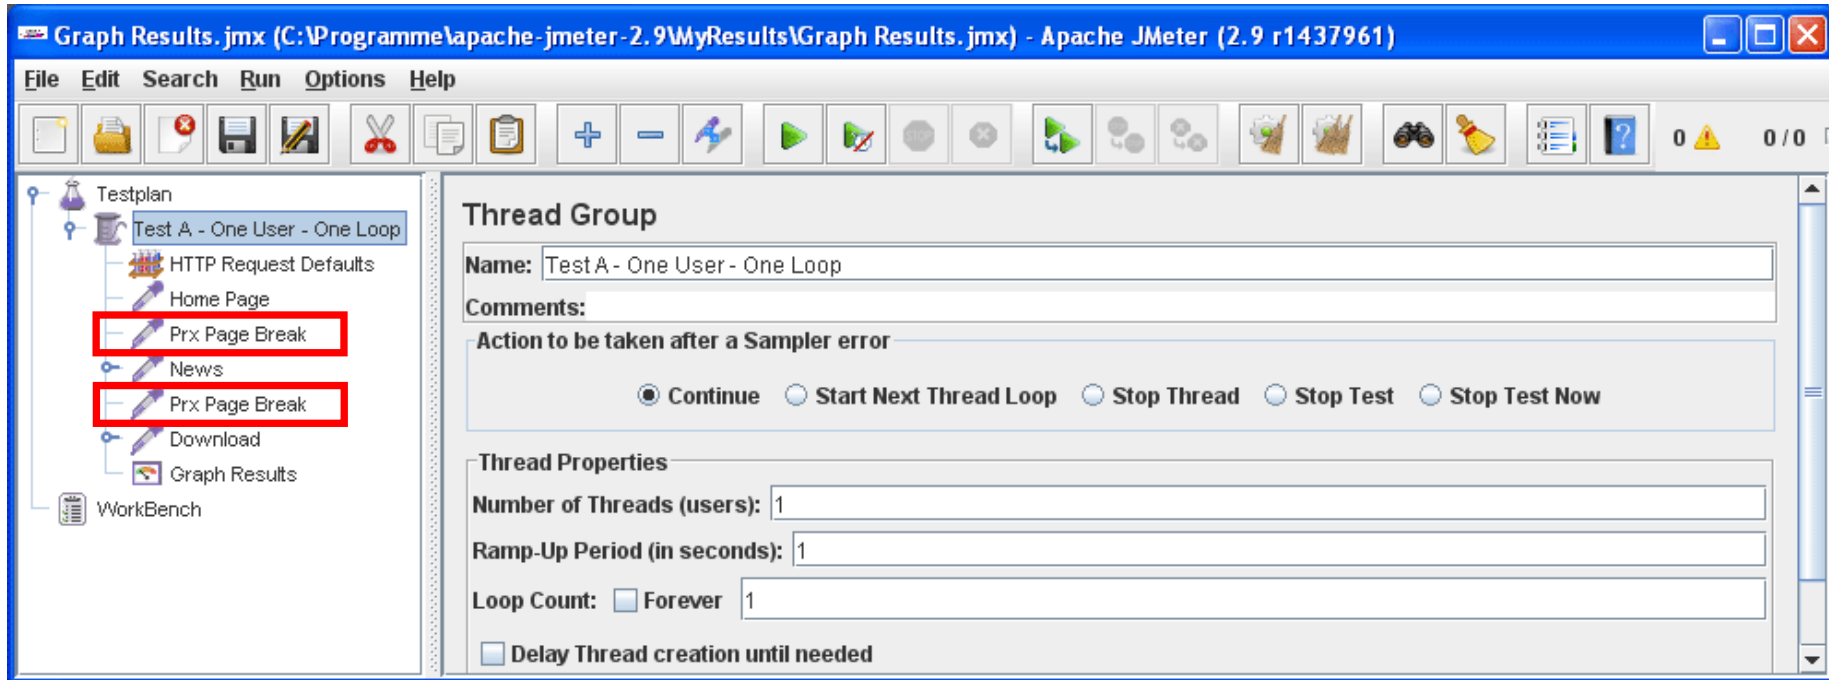 Graph Results.jmx (C:\Programme\apache-jmeter-2.9\MyResults\Graph Results.jmx) - Apache JMeter (2.9 r1437961)
File Edit Search Run Options Help
0 0 / 0
Testplan
Test A - One User - One Loop
HTTP Request Defaults
Home Page
Prx Page Break
News
Prx Page Break
Download
Graph Results
WorkBench
Thread Group
Name: Test A - One User - One Loop
Comments:
Action to be taken after a Sampler error
Continue Start Next Thread Loop Stop Thread Stop Test Stop Test Now
Thread Properties
Number of Threads (users): 1
Ramp-Up Period (in seconds): 1
Loop Count: Forever 1
Delay Thread creation until needed